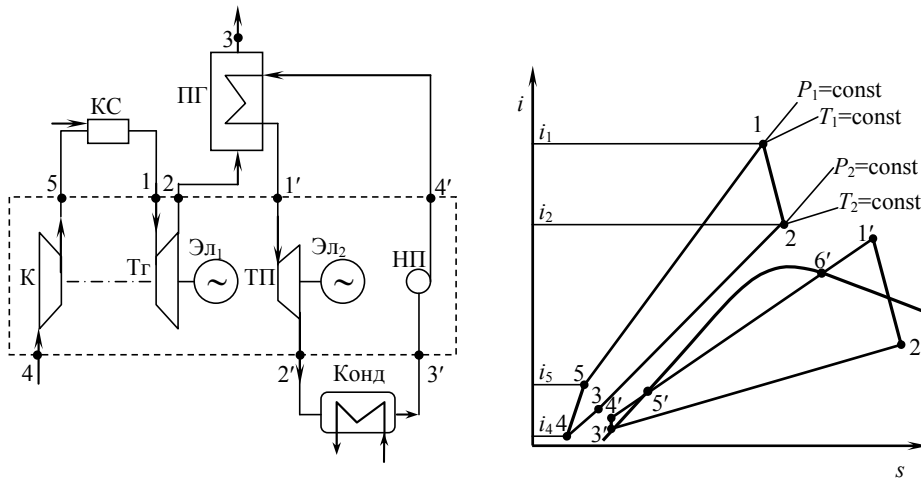 3
ПГ
КС
5
1
2
1′
4′
К
Тг
Эл₁
~
ТП
Эл₂
~
НП
4
2′
3′
Конд
i
P₁=const
T₁=const
i₁
1
P₂=const
T₂=const
i₂
2
1′
6′
2
i₅
5
3
4′
5′
i₄
4
3′
s